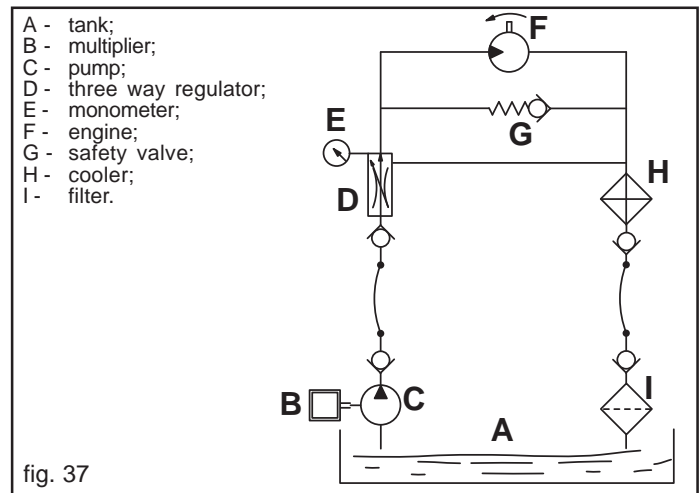 A - tank;
B - multiplier;
C - pump;
D - three way regulator;
E - monometer;
F - engine;
G - safety valve;
H - cooler;
I - filter.
F
E
G
H
D
B
C
I
A
fig. 37